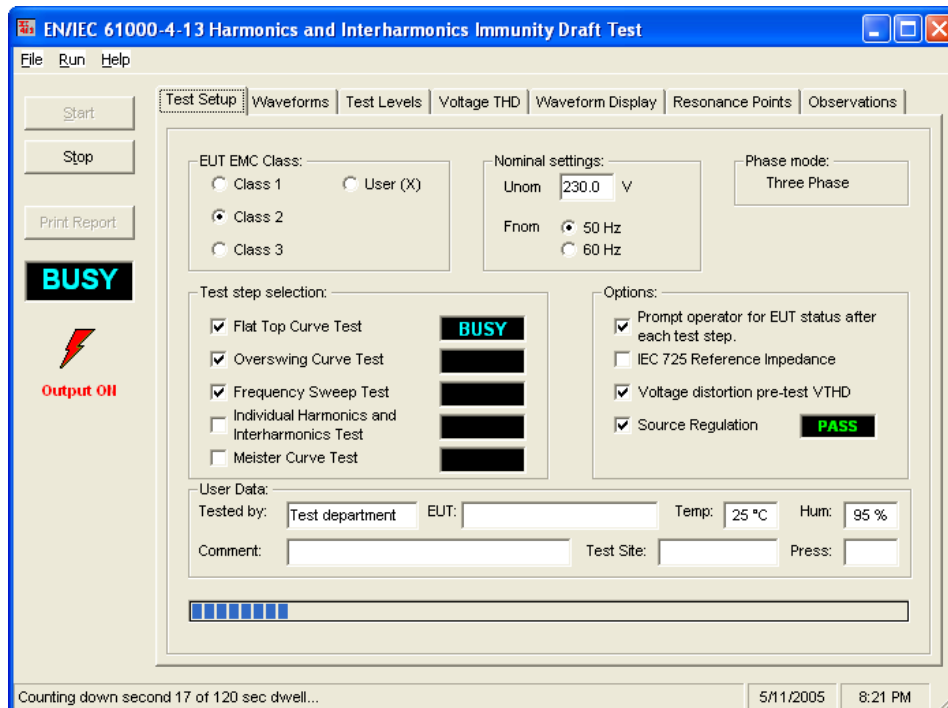 EN/IEC 61000-4-13 Harmonics and Interharmonics Immunity Draft Test
File Run Help
Start
Stop
Print Report
BUSY
Output ON
Test Setup Waveforms Test Levels Voltage THD Waveform Display Resonance Points Observations
EUT EMC Class:
Class 1 User (X)
Class 2
Class 3
Nominal settings:
Unom 230.0 V
Fnom 50 Hz
60 Hz
Phase mode:
Three Phase
Test step selection:
Flat Top Curve Test BUSY
Overswing Curve Test
Frequency Sweep Test
Individual Harmonics and
Interharmonics Test
Meister Curve Test
Options:
Prompt operator for EUT status after
each test step.
IEC 725 Reference Impedance
Voltage distortion pre-test VTHD
Source Regulation PASS
User Data:
Tested by: Test department EUT: Temp: 25 °C Hum: 95 %
Comment: Test Site: Press:
Counting down second 17 of 120 sec dwell... 5/11/2005 8:21 PM